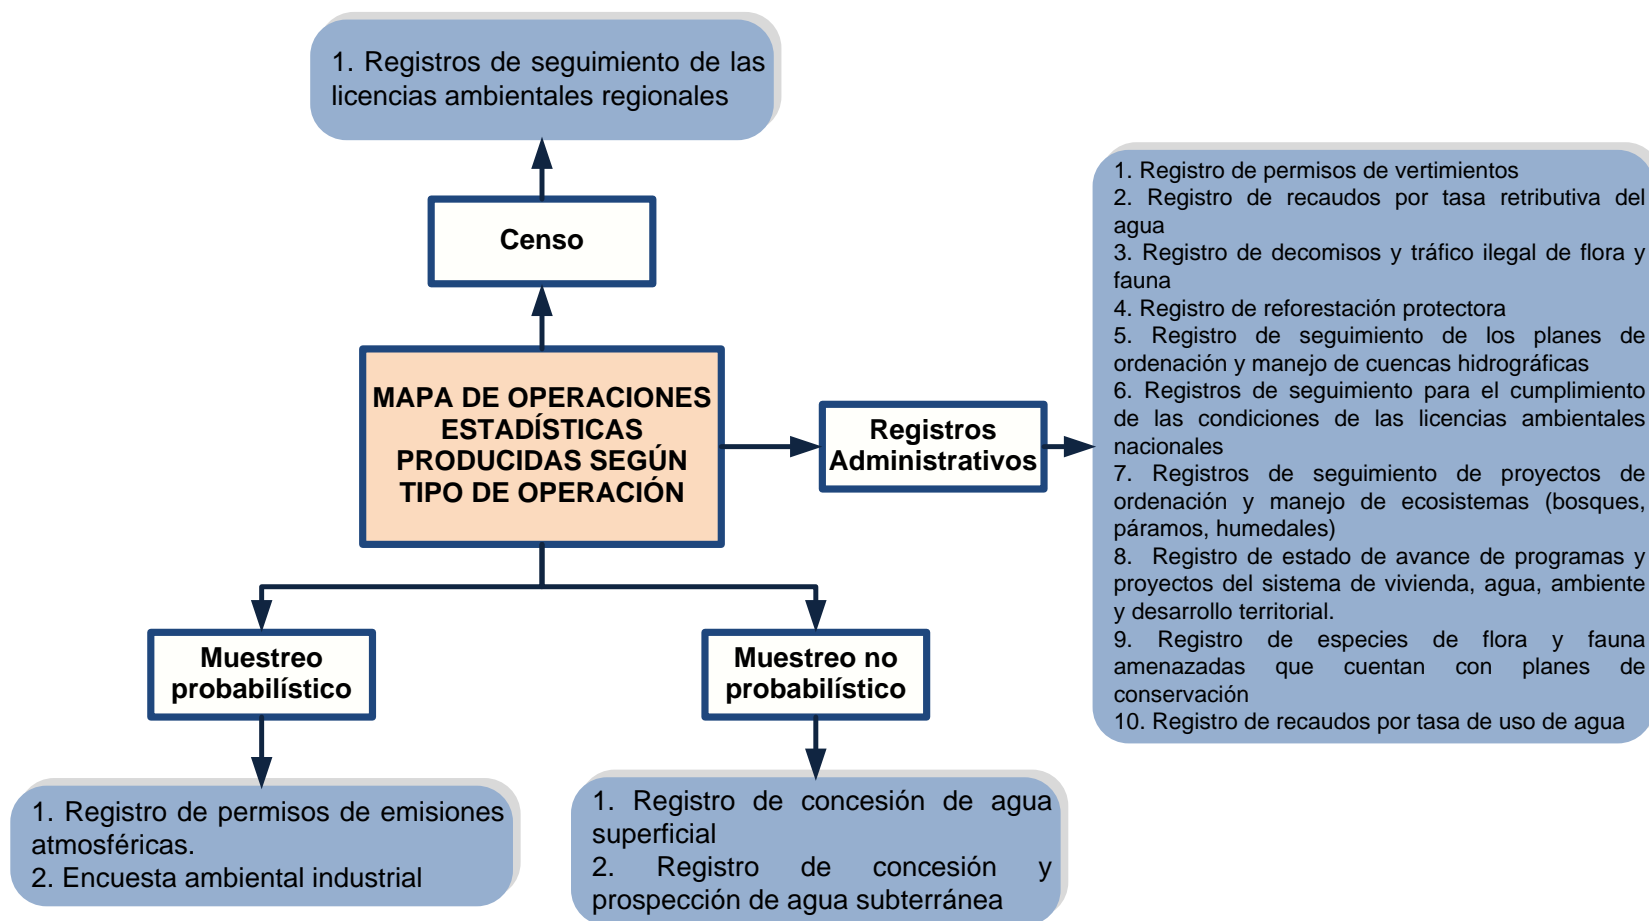 1. Registros de seguimiento de las
licencias ambientales regionales
Censo
MAPA DE OPERACIONES
ESTADÍSTICAS
PRODUCIDAS SEGÚN
TIPO DE OPERACIÓN
Registros
Administrativos
1. Registro de permisos de vertimientos
2. Registro de recaudos por tasa retributiva del
agua
3. Registro de decomisos y tráfico ilegal de flora y
fauna
4. Registro de reforestación protectora
5. Registro de seguimiento de los planes de
ordenación y manejo de cuencas hidrográficas
6. Registros de seguimiento para el cumplimiento
de las condiciones de las licencias ambientales
nacionales
7. Registros de seguimiento de proyectos de
ordenación y manejo de ecosistemas (bosques,
páramos, humedales)
8. Registro de estado de avance de programas y
proyectos del sistema de vivienda, agua, ambiente
y desarrollo territorial.
9. Registro de especies de flora y fauna
amenazadas que cuentan con planes de
conservación
10. Registro de recaudos por tasa de uso de agua
Muestreo
probabilístico
Muestreo no
probabilístico
1. Registro de permisos de emisiones
atmosféricas.
2. Encuesta ambiental industrial
1. Registro de concesión de agua
superficial
2. Registro de concesión y
prospección de agua subterránea